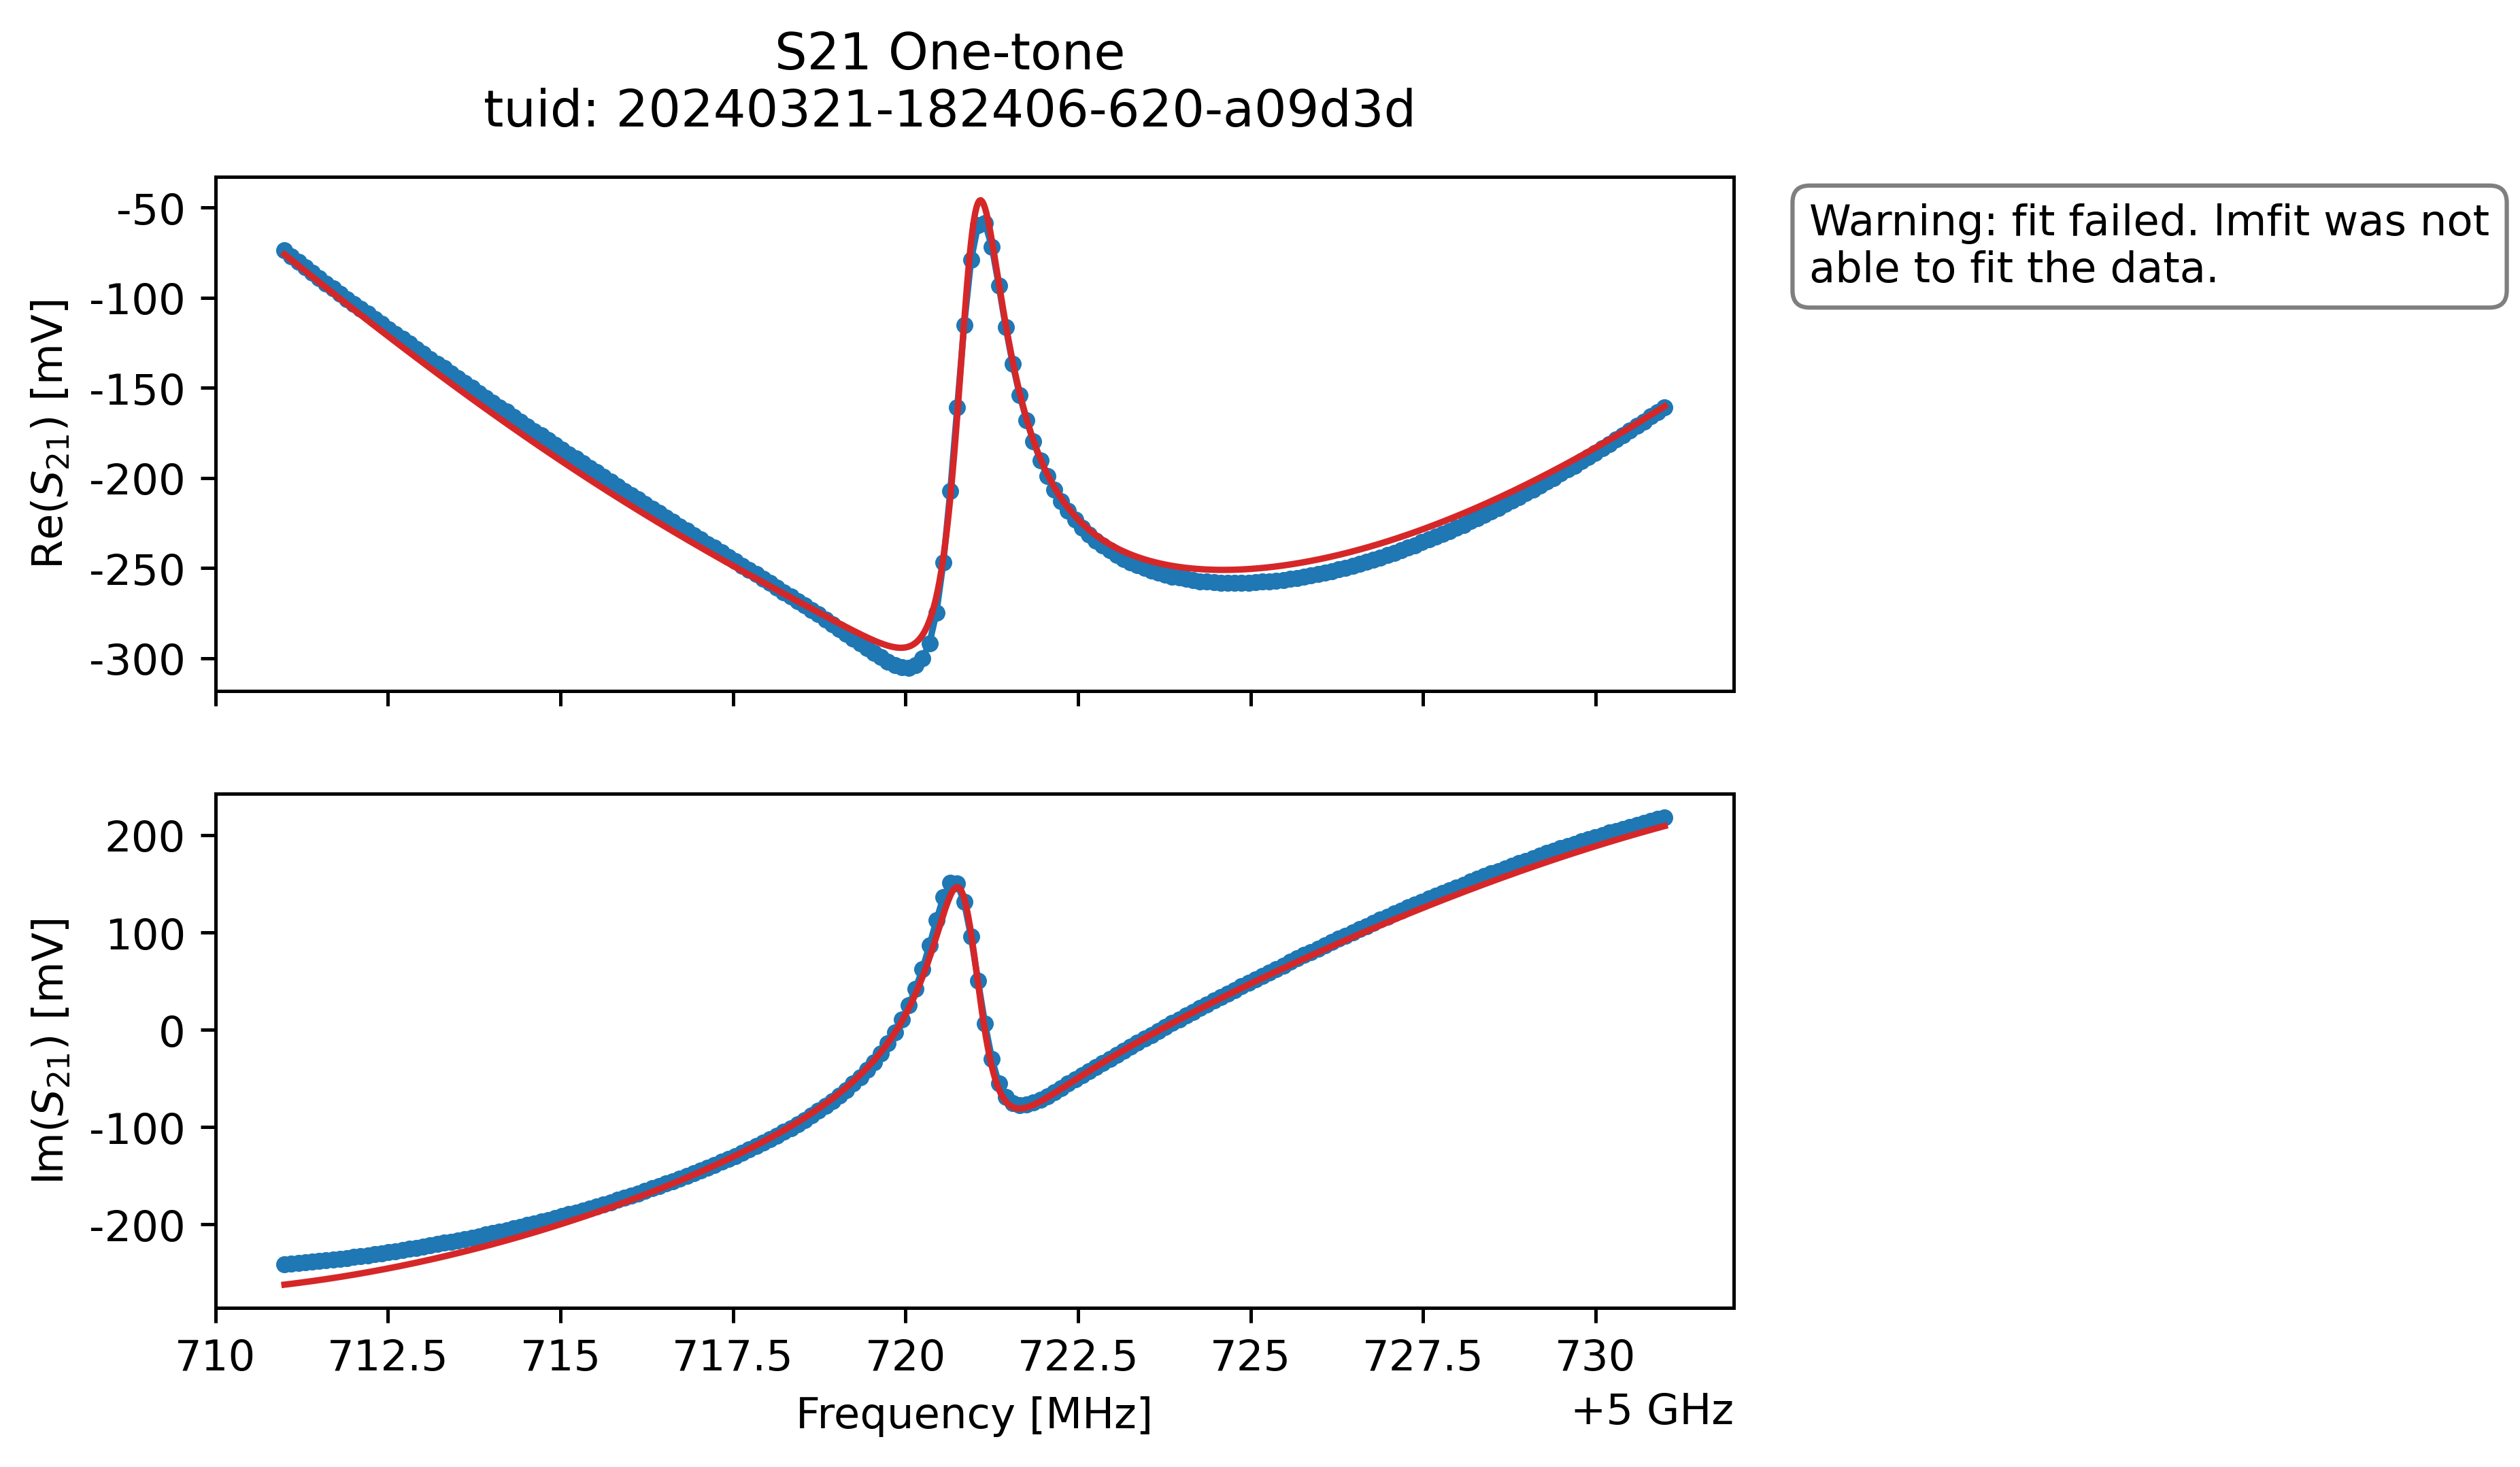 S21 One-tone
tuid: 20240321-182406-620-a09d3d
Warning: fit failed. lmfit was not
able to fit the data.
Re(S₂₁) [mV]
-50
-100
-150
-200
-250
-300
Im(S₂₁) [mV]
200
100
0
-100
-200
710 712.5 715 717.5 720 722.5 725 727.5 730
Frequency [MHz]
+5 GHz